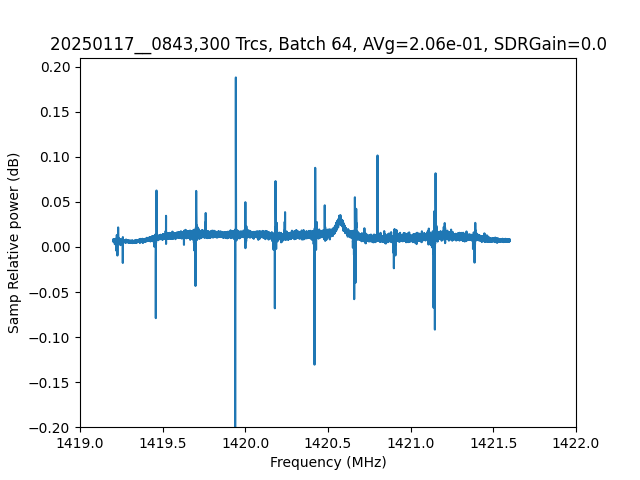 20250117__0843,300 Trcs, Batch 64, AVg=2.06e-01, SDRGain=0.0
Samp Relative power (dB)
0.20
0.15
0.10
0.05
0.00
−0.05
−0.10
−0.15
−0.20
1419.0 1419.5 1420.0 1420.5 1421.0 1421.5 1422.0
Frequency (MHz)